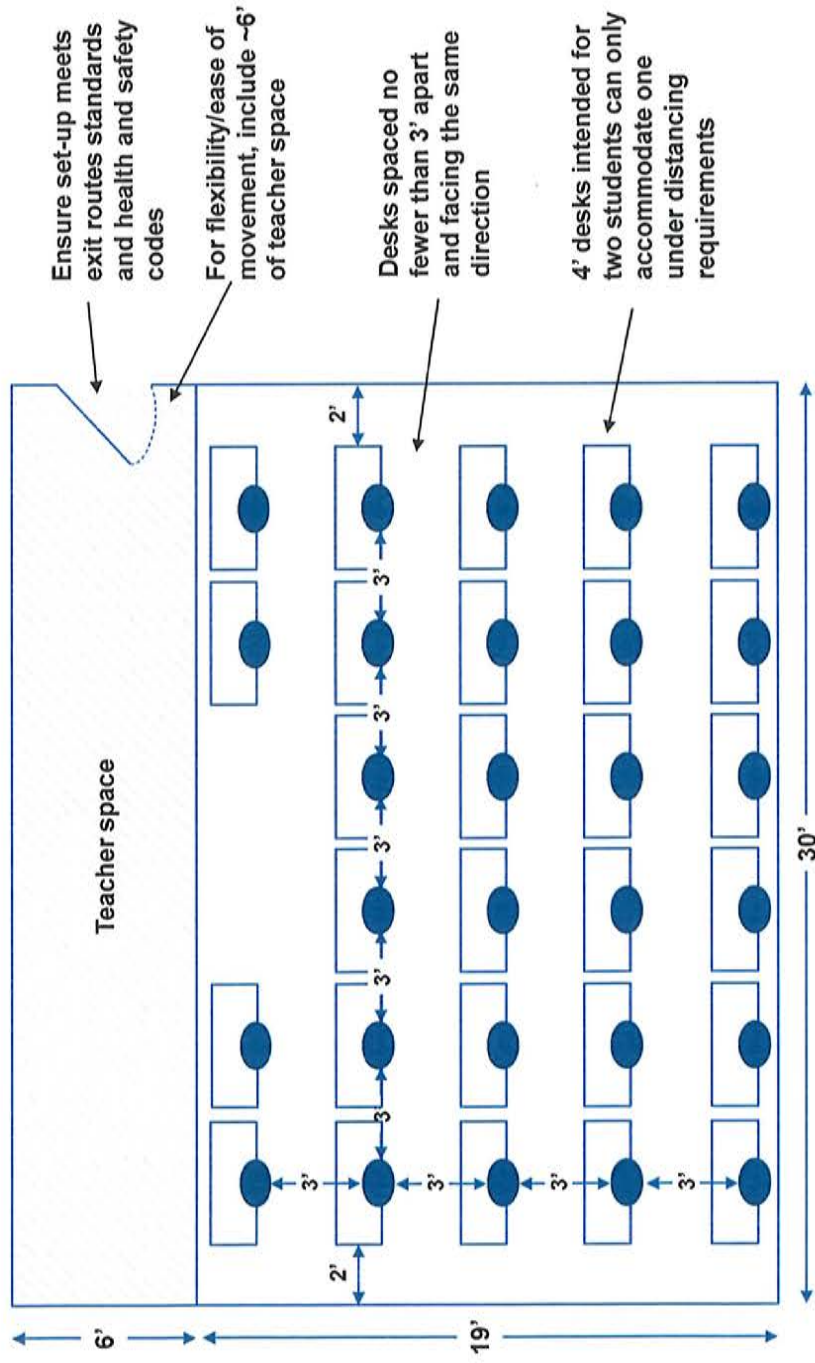 Teacher space
Ensure set-up meets
exit routes standards
and health and safety
codes
For flexibility/ease of
movement, include ~6'
of teacher space
Desks spaced no
fewer than 3' apart
and facing the same
direction
4' desks intended for
two students can only
accommodate one
under distancing
requirements
6'
19'
2'
2'
3'
3'
3'
3'
3'
3'
3'
3'
3'
30'